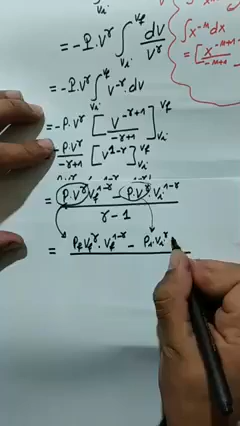 = -P.V^γ ∫_{Vi}^{Vf} dV/V^γ
∫x^-n dx
= -P.V^γ ∫_{Vi}^{Vf} V^-γ.dV
= [x^-n+1/-n+1
= -P.V^γ [V^-γ+1/-γ+1]_{Vi}^{Vf}
= -P.V^γ/-γ+1 [V^1-γ]_{Vi}^{Vf}
= P.V^γ Vf^1-γ - P.V^γ Vi^1-γ
γ-1
= Pf Vf^γ . Vf^1-γ - Pi.Vi^γ